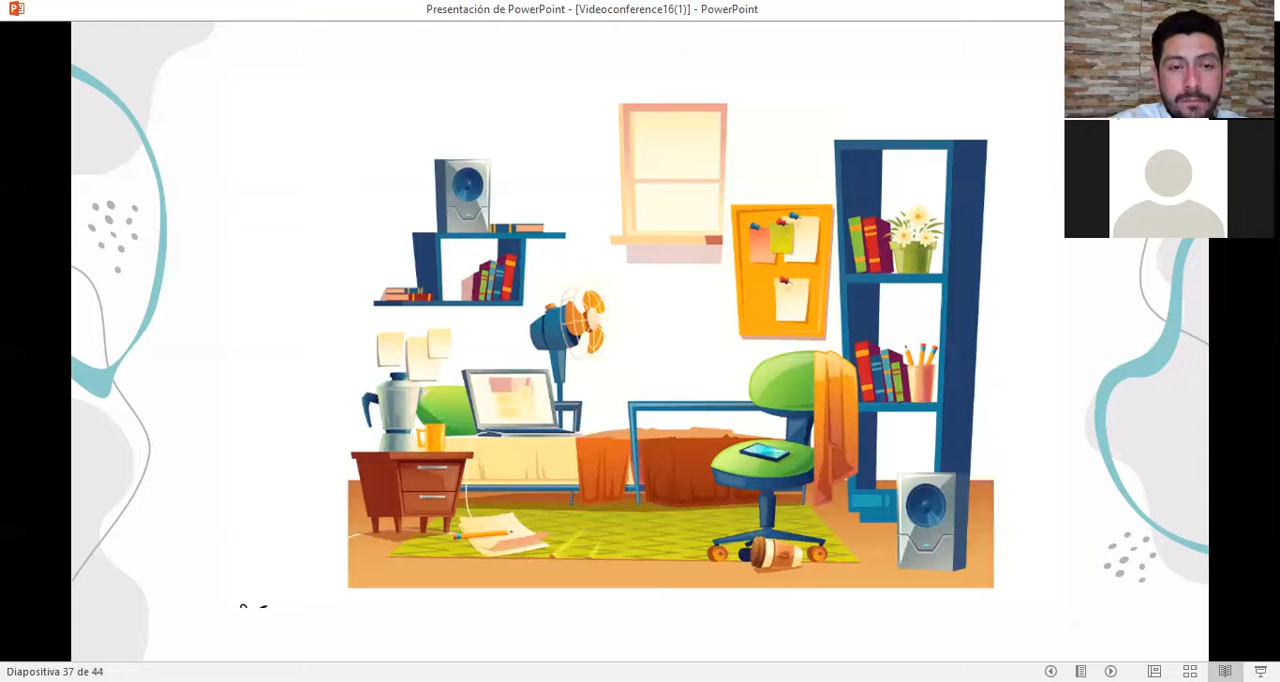 Presentación de PowerPoint - [Videoconference16(1)] - PowerPoint
Diapositiva 37 de 44